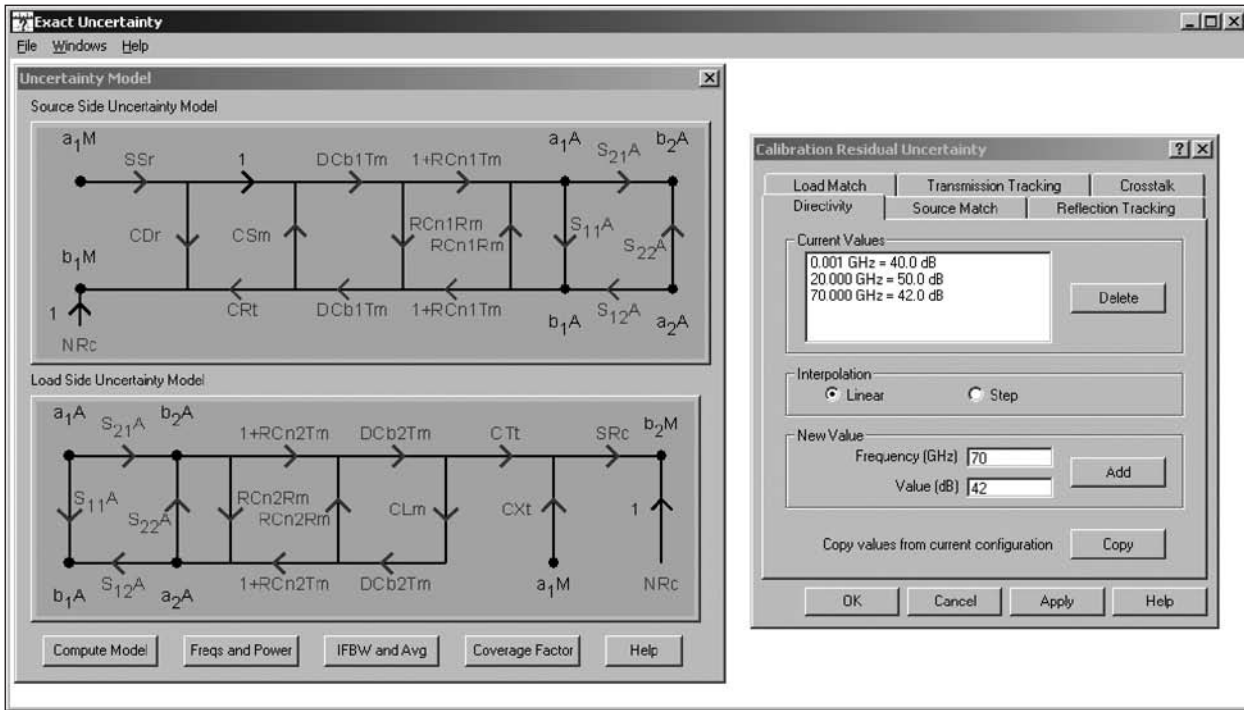 Exact Uncertainty
File Windows Help
Uncertainty Model
Source Side Uncertainty Model
a1M a1A b2A
SSr 1 DCb1Tm 1+RCn1Tm S21A
CDr CSm RCn1Rm RCn1Rm S11A S22A
b1M
CRt DCb1Tm 1+RCn1Tm S12A
1 b1A a2A
NRc
Load Side Uncertainty Model
a1A b2A b2M
S21A 1+RCn2Tm DCb2Tm CTt SRc
S11A S22A RCn2Rm RCn2Rm CLm CXt 1
S12A 1+RCn2Tm DCb2Tm
b1A a2A a1M NRc
Compute Model Freqs and Power IFBW and Avg Coverage Factor Help
Calibration Residual Uncertainty
Load Match Transmission Tracking Crosstalk
Directivity Source Match Reflection Tracking
Current Values
0.001 GHz = 40.0 dB
20.000 GHz = 50.0 dB
70.000 GHz = 42.0 dB
Delete
Interpolation
Linear Step
New Value
Frequency (GHz) 70
Value (dB) 42
Add
Copy values from current configuration Copy
OK Cancel Apply Help